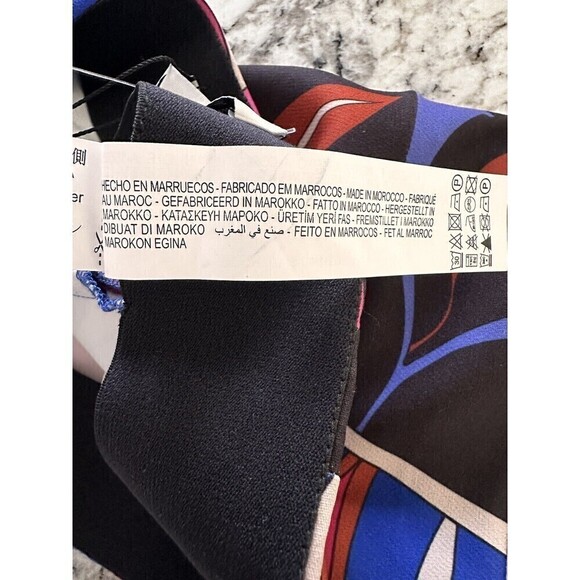 HECHO EN MARRUECOS - FABRICADO EM MARROCOS - MADE IN MOROCCO - FABRIQUÉ
AU MAROC - GEFABRICEERD IN MAROKKO - FATTO IN MAROCCO - HERGESTELLT IN
MAROKKO - ΚΑΤΑΣΚΕΥΗ ΜΑΡΟΚΟ - ÜRETİM YERİ FAS - FREMSTILLET I MAROKKO
DIBUAT DI MAROKO صنع في المغرب - FEITO EN MARROCOS - FET AL MARROC
MAROKON EGINA
側
er